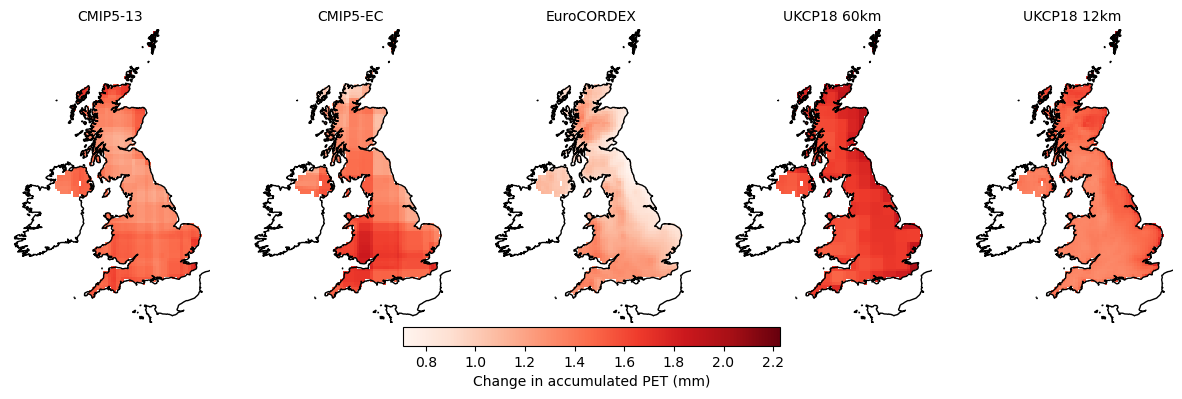 CMIP5-13 CMIP5-EC EuroCORDEX UKCP18 60km UKCP18 12km
0.8 1.0 1.2 1.4 1.6 1.8 2.0 2.2
Change in accumulated PET (mm)